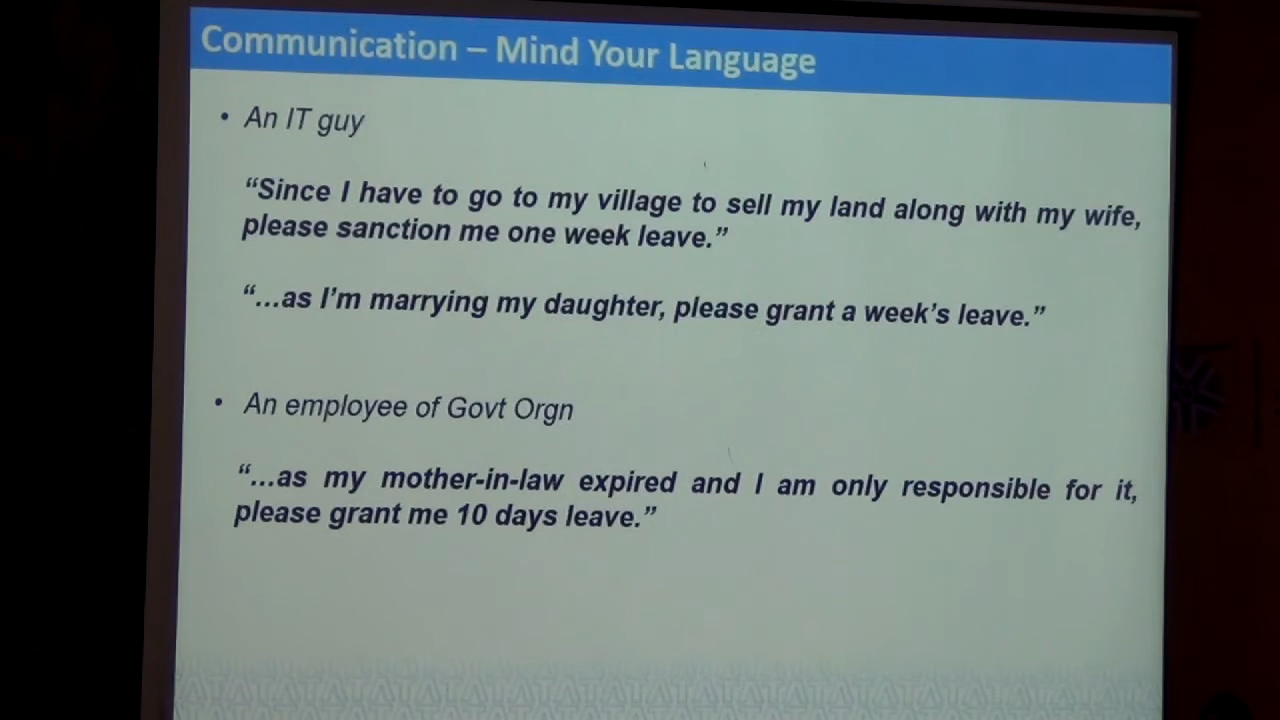 Communication – Mind Your Language
• An IT guy
“Since I have to go to my village to sell my land along with my wife,
please sanction me one week leave.”
“...as I’m marrying my daughter, please grant a week’s leave.”
• An employee of Govt Orgn
“...as my mother-in-law expired and I am only responsible for it,
please grant me 10 days leave.”